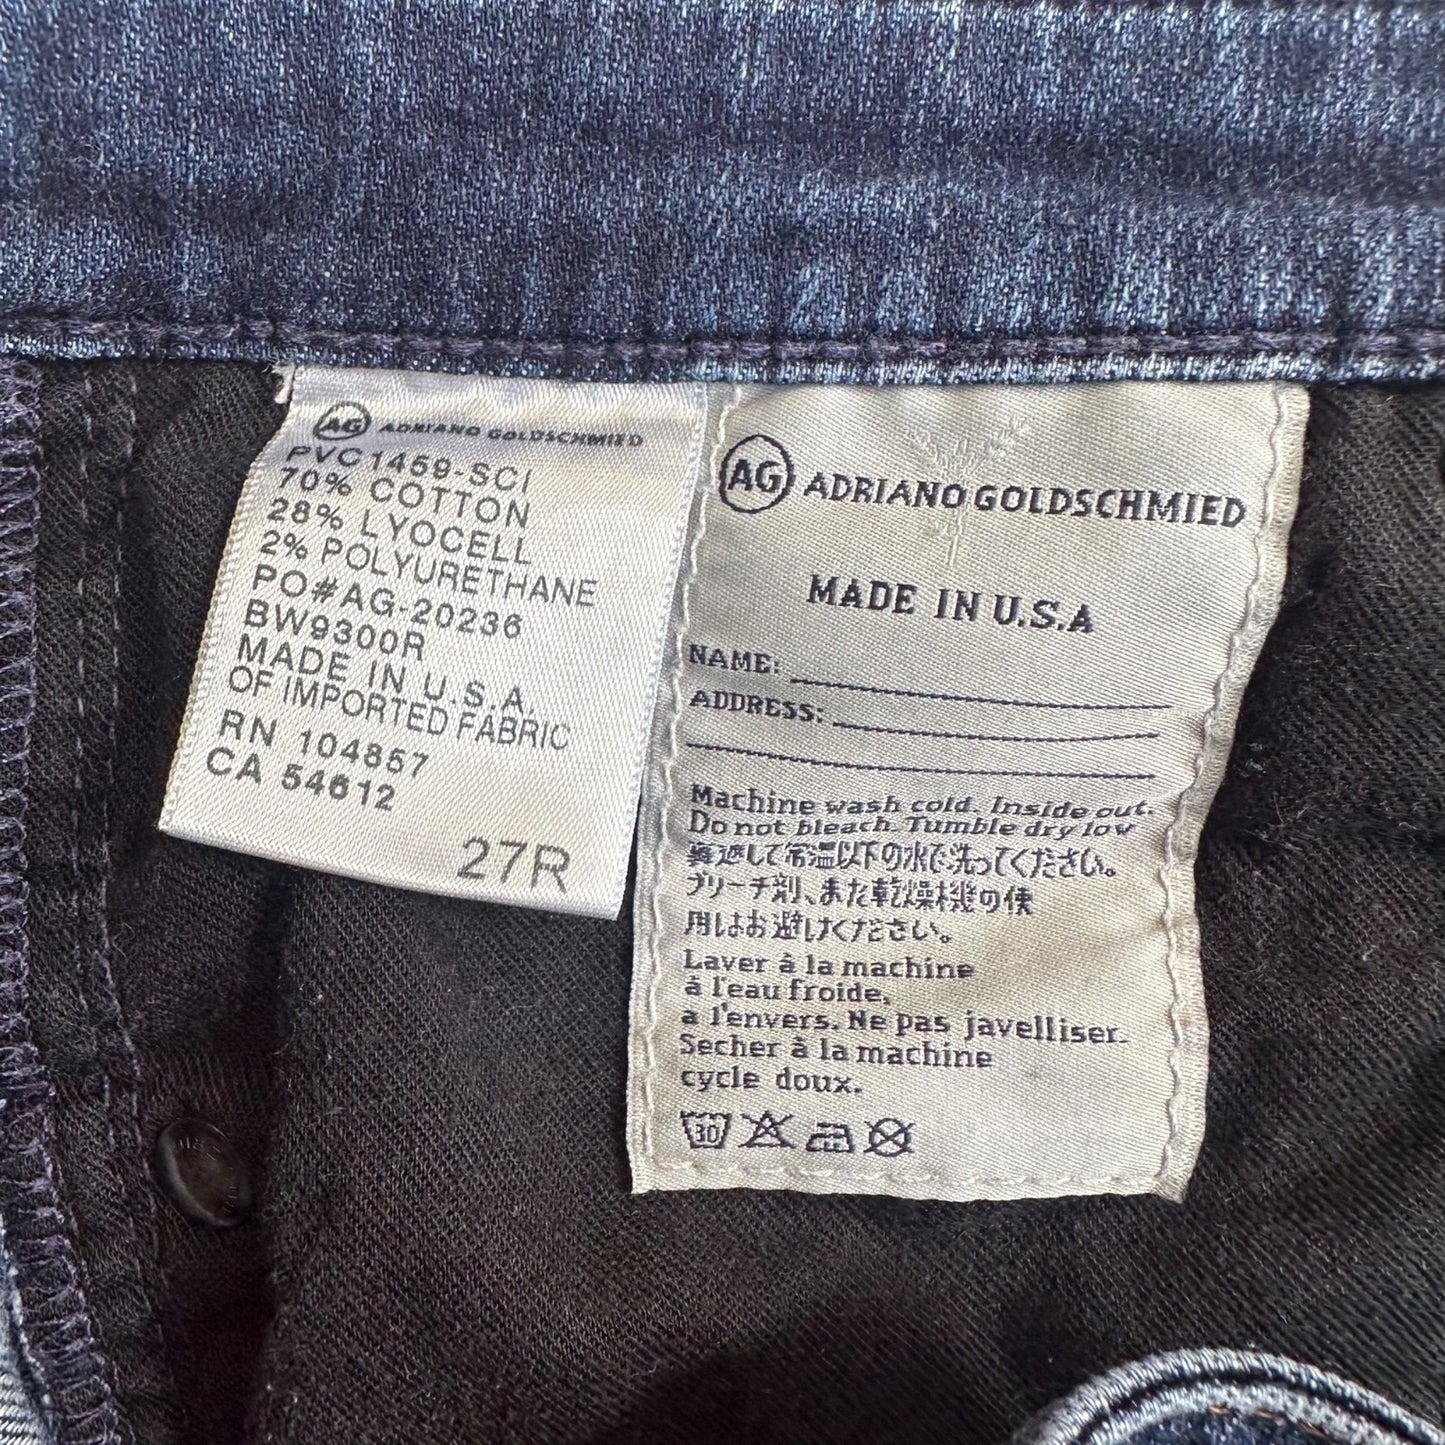 AG ADRIANO GOLDSCHMIED
PVC1459-SCI
70% COTTON
28% LYOCELL
2% POLYURETHANE
PO#AG-20236
BW9300R
MADE IN U.S.A.
OF IMPORTED FABRIC
RN 104857
CA 54612
27R
AG ADRIANO GOLDSCHMIED
MADE IN U.S.A
NAME:
ADDRESS:
Machine wash cold. Inside out.
Do not bleach. Tumble dry low
裏返して常温以下の水で洗ってください。
ブリーチ剤、また乾燥機の使
用はお避けください。
Laver à la machine
à l'eau froide,
a l'envers. Ne pas javelliser.
Secher à la machine
cycle doux.
30